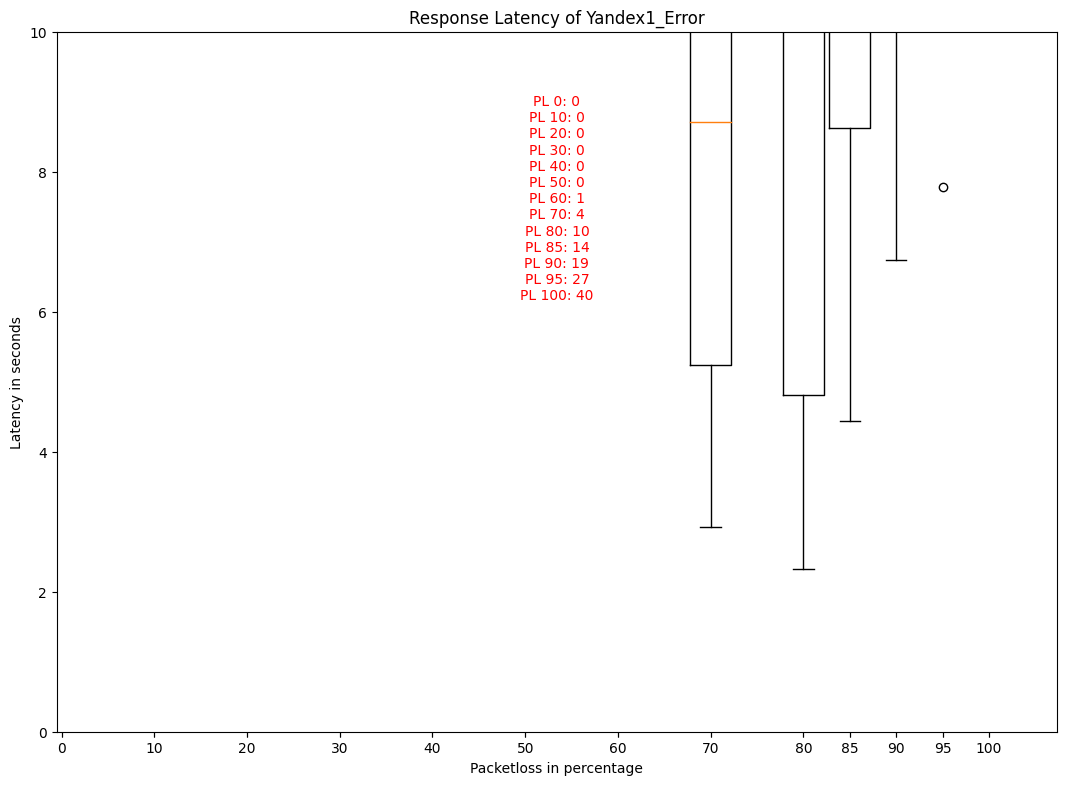 Response Latency of Yandex1_Error
10
8
6
4
2
0
Latency in seconds
PL 0: 0
PL 10: 0
PL 20: 0
PL 30: 0
PL 40: 0
PL 50: 0
PL 60: 1
PL 70: 4
PL 80: 10
PL 85: 14
PL 90: 19
PL 95: 27
PL 100: 40
0 10 20 30 40 50 60 70 80 85 90 95 100
Packetloss in percentage